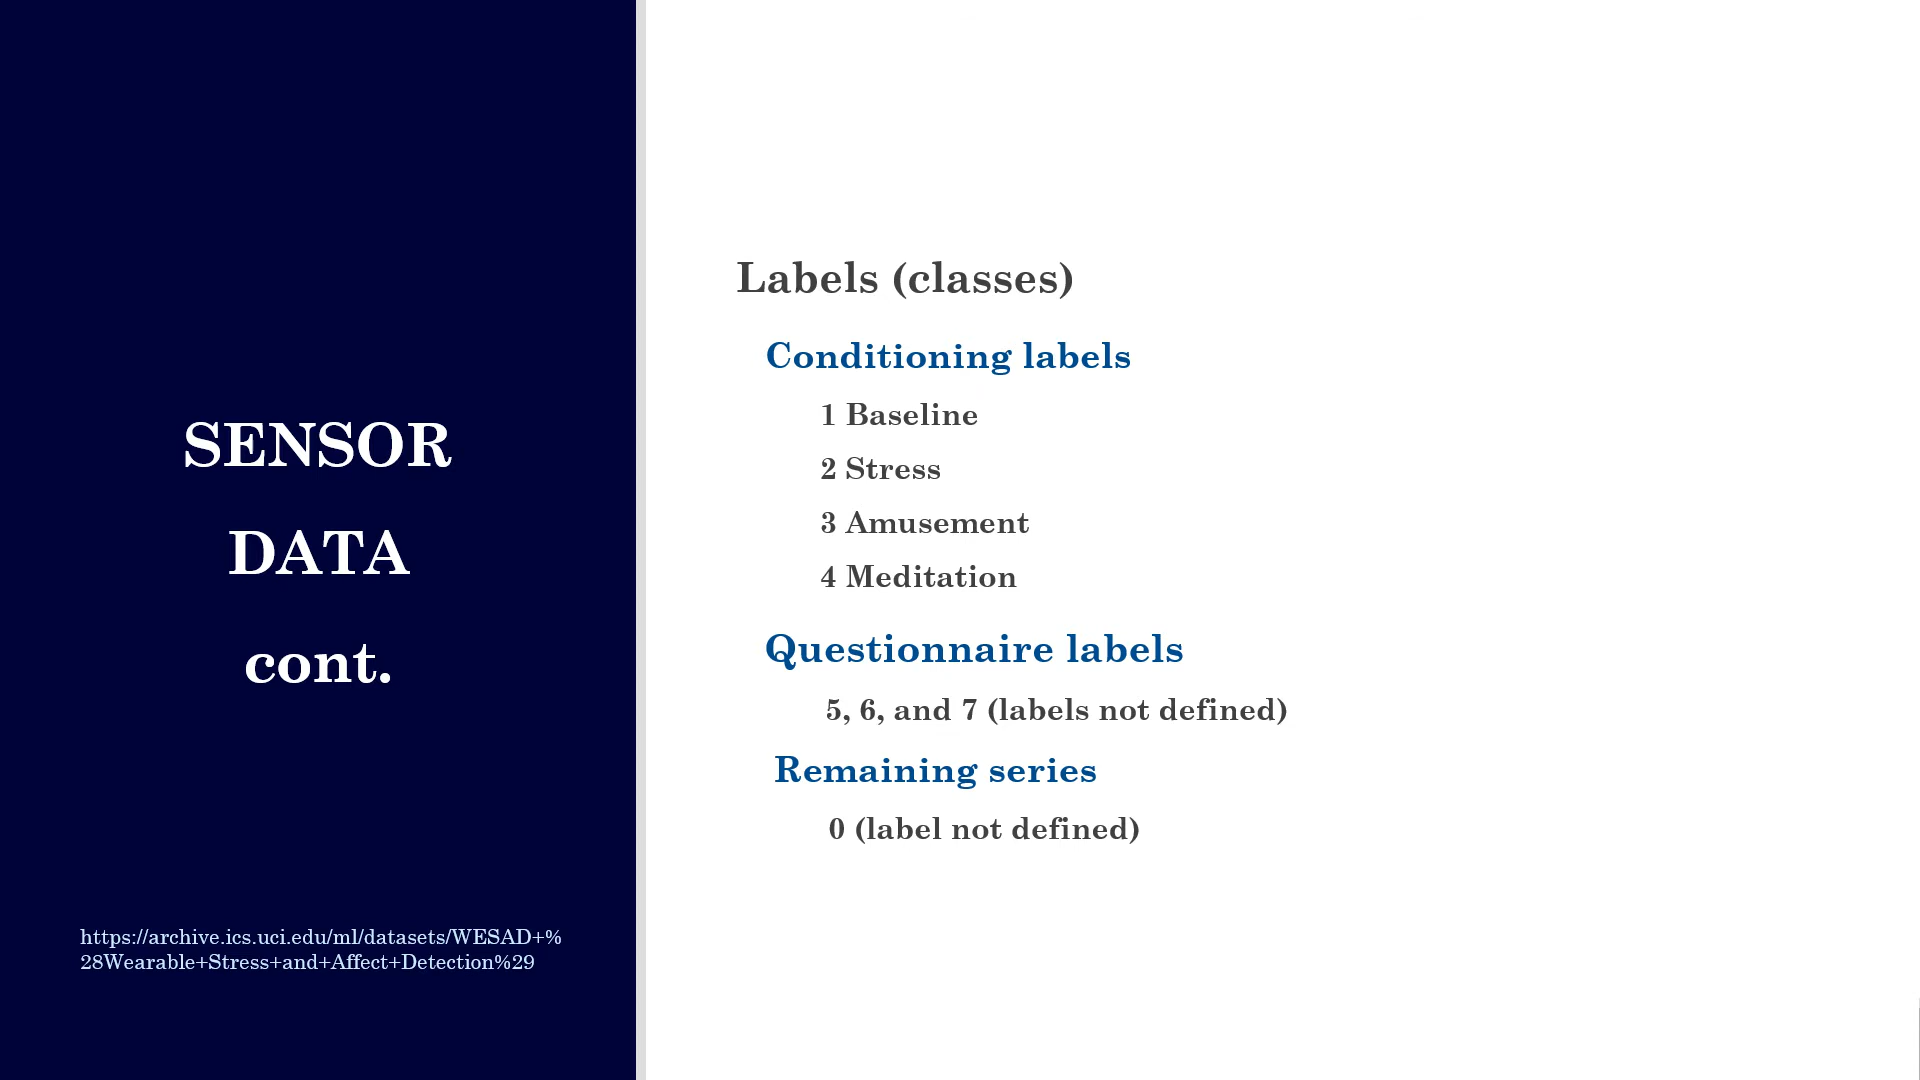 SENSOR
DATA
cont.
https://archive.ics.uci.edu/ml/datasets/WESAD+%
28Wearable+Stress+and+Affect+Detection%29
Labels (classes)
Conditioning labels
1 Baseline
2 Stress
3 Amusement
4 Meditation
Questionnaire labels
5, 6, and 7 (labels not defined)
Remaining series
0 (label not defined)